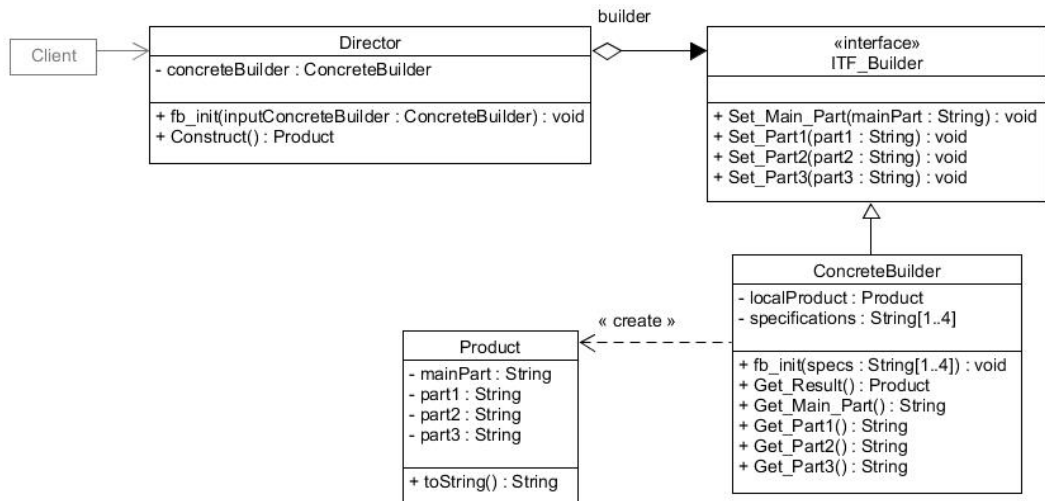 Client
Director
- concreteBuilder : ConcreteBuilder
+ fb_init(inputConcreteBuilder : ConcreteBuilder) : void
+ Construct() : Product
builder
«interface»
ITF_Builder
+ Set_Main_Part(mainPart : String) : void
+ Set_Part1(part1 : String) : void
+ Set_Part2(part2 : String) : void
+ Set_Part3(part3 : String) : void
ConcreteBuilder
- localProduct : Product
- specifications : String[1..4]
+ fb_init(specs : String[1..4]) : void
+ Get_Result() : Product
+ Get_Main_Part() : String
+ Get_Part1() : String
+ Get_Part2() : String
+ Get_Part3() : String
« create »
Product
- mainPart : String
- part1 : String
- part2 : String
- part3 : String
+ toString() : String